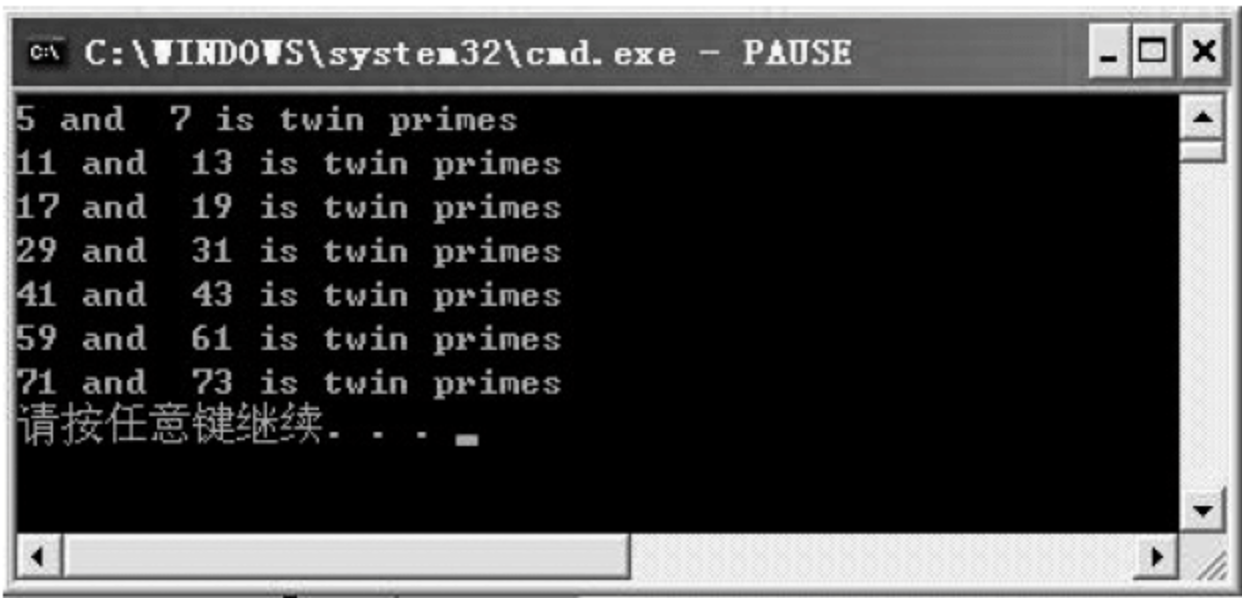 C:\WINDOWS\system32\cmd.exe - PAUSE
5 and  7 is twin primes
11 and  13 is twin primes
17 and  19 is twin primes
29 and  31 is twin primes
41 and  43 is twin primes
59 and  61 is twin primes
71 and  73 is twin primes
请按任意键继续. . .